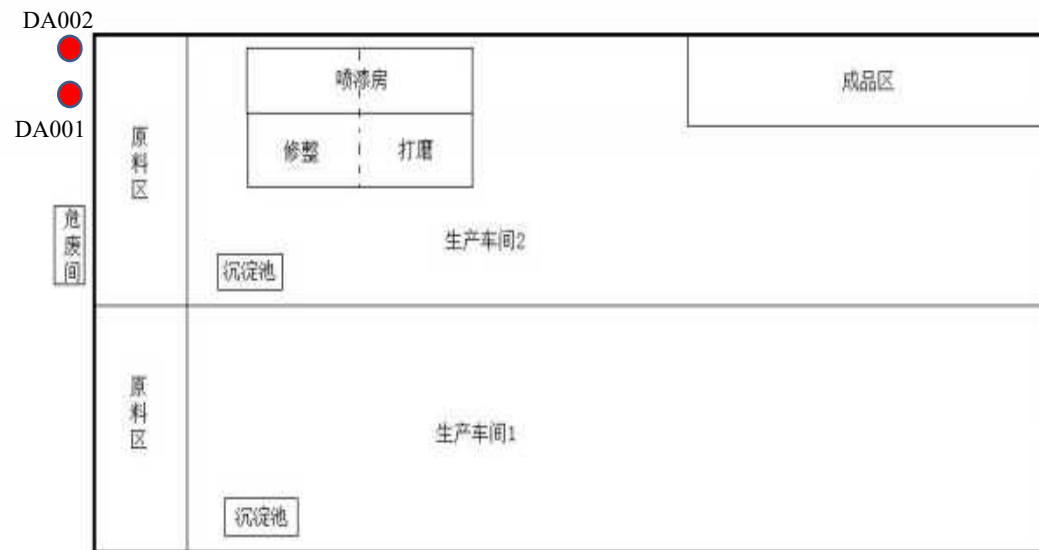 DA002
DA001
喷漆房
成品区
原料区
修整
打磨
危废间
生产车间2
沉淀池
原料区
生产车间1
沉淀池